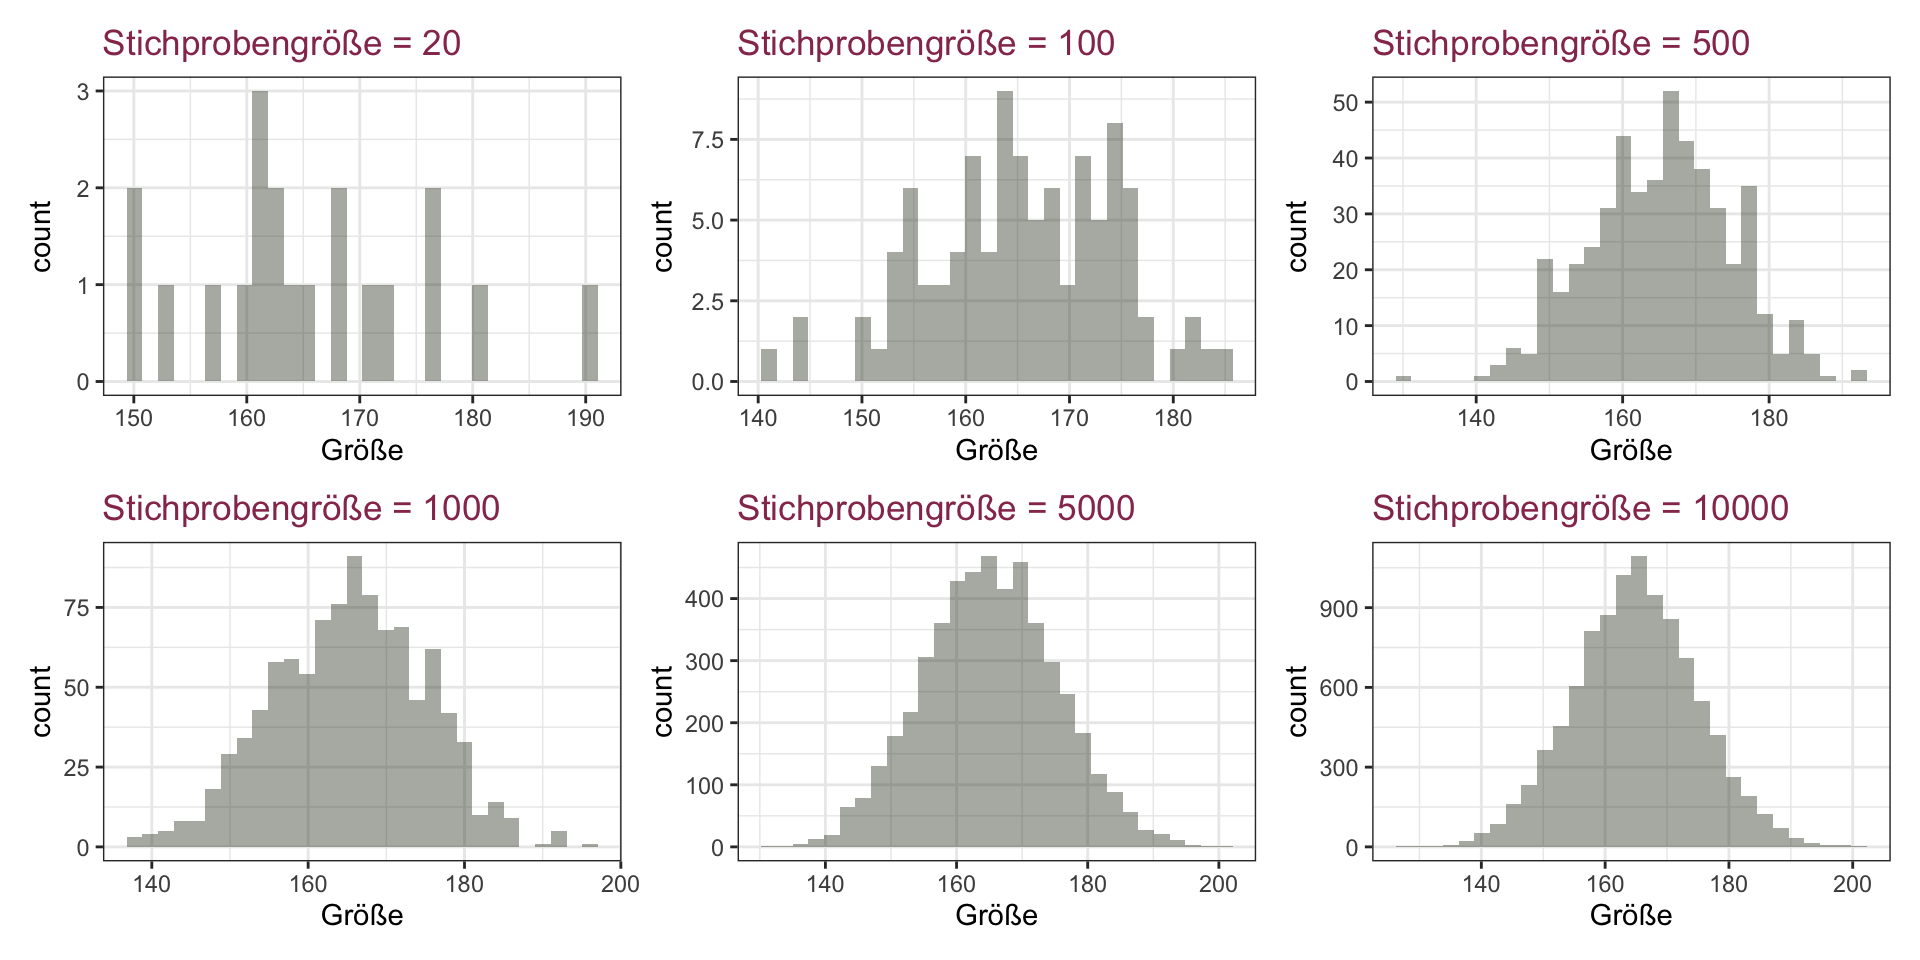 Stichprobengröße = 20
3
2
1
0
count
150 160 170 180 190
Größe
Stichprobengröße = 100
7.5
5.0
2.5
0.0
count
140 150 160 170 180
Größe
Stichprobengröße = 500
50
40
30
20
10
0
count
140 160 180
Größe
Stichprobengröße = 1000
75
50
25
0
count
140 160 180 200
Größe
Stichprobengröße = 5000
400
300
200
100
0
count
140 160 180 200
Größe
Stichprobengröße = 10000
900
600
300
0
count
140 160 180 200
Größe